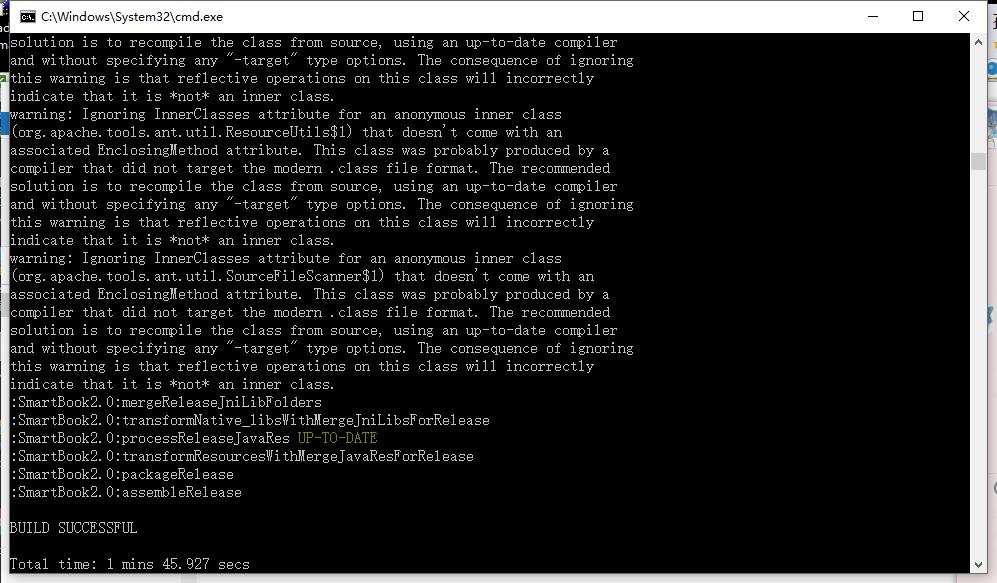 C:\Windows\System32\cmd.exe
solution is to recompile the class from source, using an up-to-date compiler
and without specifying any "-target" type options. The consequence of ignoring
this warning is that reflective operations on this class will incorrectly
indicate that it is *not* an inner class.
warning: Ignoring InnerClasses attribute for an anonymous inner class
(org.apache.tools.ant.util.ResourceUtils$1) that doesn't come with an
associated EnclosingMethod attribute. This class was probably produced by a
compiler that did not target the modern .class file format. The recommended
solution is to recompile the class from source, using an up-to-date compiler
and without specifying any "-target" type options. The consequence of ignoring
this warning is that reflective operations on this class will incorrectly
indicate that it is *not* an inner class.
warning: Ignoring InnerClasses attribute for an anonymous inner class
(org.apache.tools.ant.util.SourceFileScanner$1) that doesn't come with an
associated EnclosingMethod attribute. This class was probably produced by a
compiler that did not target the modern .class file format. The recommended
solution is to recompile the class from source, using an up-to-date compiler
and without specifying any "-target" type options. The consequence of ignoring
this warning is that reflective operations on this class will incorrectly
indicate that it is *not* an inner class.
:SmartBook2.0:mergeReleaseJniLibFolders
:SmartBook2.0:transformNative_libsWithMergeJniLibsForRelease
:SmartBook2.0:processReleaseJavaRes UP-TO-DATE
:SmartBook2.0:transformResourcesWithMergeJavaResForRelease
:SmartBook2.0:packageRelease
:SmartBook2.0:assembleRelease
BUILD SUCCESSFUL
Total time: 1 mins 45.927 secs